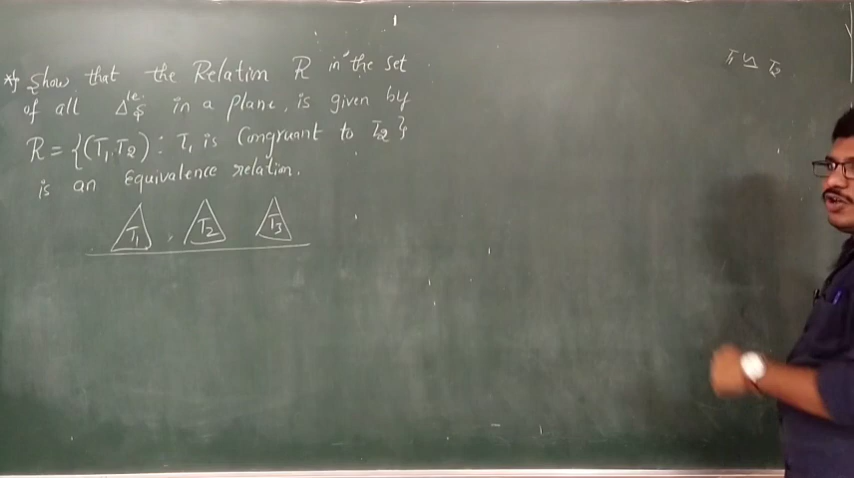 *) Show that the Relation R in the set
of all Δles in a plane, is given by
R = {(T1, T2) : T1 is Congruant to T2}
is an equivalence relation.
T1, T2 T3
T1 ≅ T2